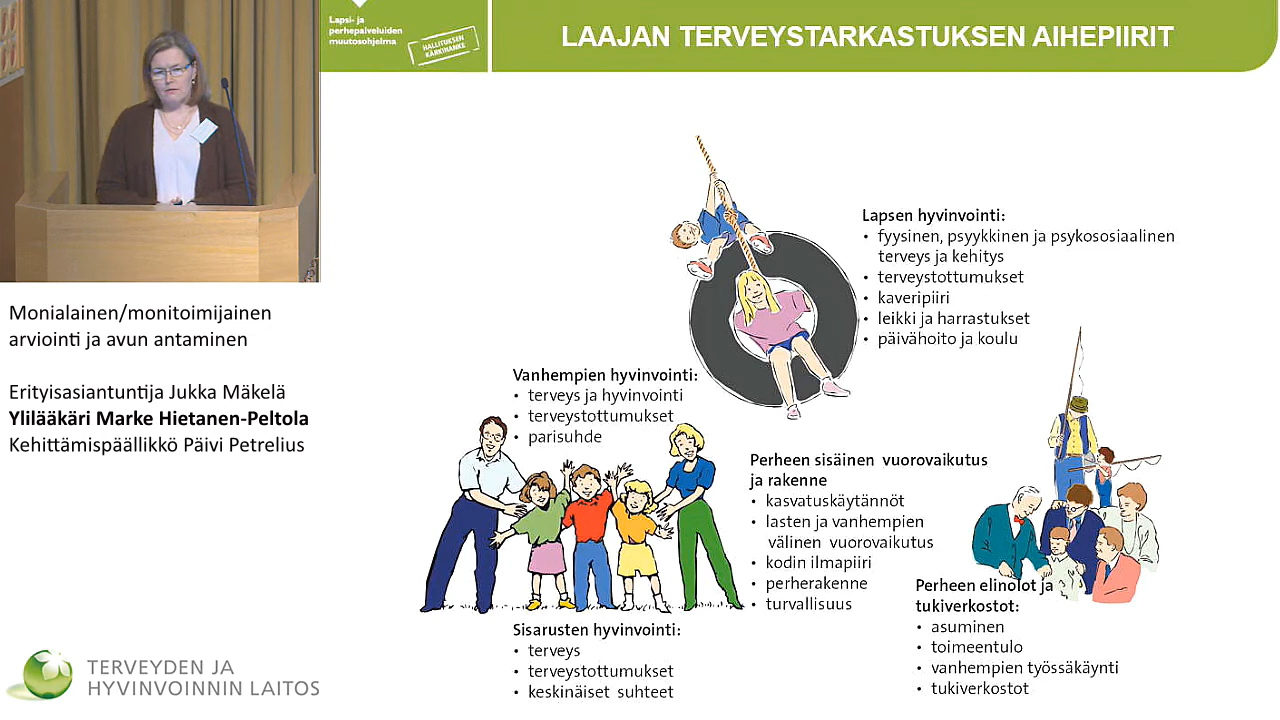 Lapsi- ja
perhepalveluiden
muutosohjelma
HALLITUKSEN
KÄRKIHANKE
LAAJAN TERVEYSTARKASTUKSEN AIHEPIIRIT
Monialainen/monitoimijainen
arviointi ja avun antaminen
Erityisasiantuntija Jukka Mäkelä
Ylilääkäri Marke Hietanen-Peltola
Kehittämispäällikkö Päivi Petrelius
TERVEYDEN JA
HYVINVOINNIN LAITOS
Lapsen hyvinvointi:
• fyysinen, psyykkinen ja psykososiaalinen
terveys ja kehitys
• terveystottumukset
• kaveripiiri
• leikki ja harrastukset
• päivähoito ja koulu
Vanhempien hyvinvointi:
• terveys ja hyvinvointi
• terveystottumukset
• parisuhde
Perheen sisäinen vuorovaikutus
ja rakenne
• kasvatuskäytännöt
• lasten ja vanhempien
välinen vuorovaikutus
• kodin ilmapiiri
• perherakenne
• turvallisuus
Sisarusten hyvinvointi:
• terveys
• terveystottumukset
• keskinäiset suhteet
Perheen elinolot ja
tukiverkostot:
• asuminen
• toimeentulo
• vanhempien työssäkäynti
• tukiverkostot